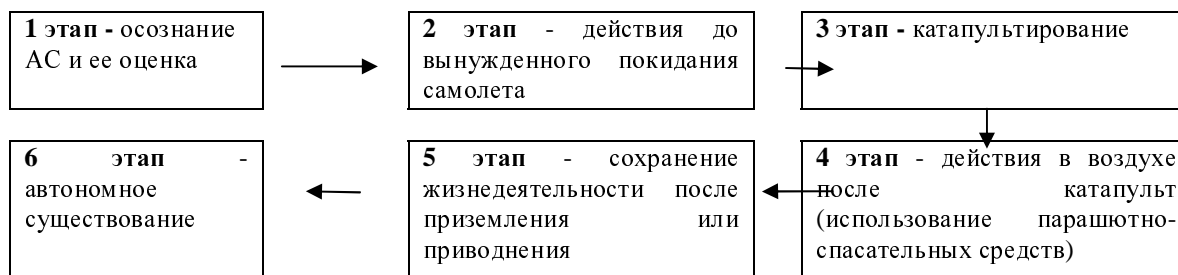 1 этап - осознание
АС и ее оценка
2 этап - действия до
вынужденного покидания
самолета
3 этап - катапультирование
4 этап - действия в воздухе
после катапульт
(использование парашютно-
спасательных средств)
5 этап - сохранение
жизнедеятельности после
приземления или
приводнения
6 этап -
автономное
существование